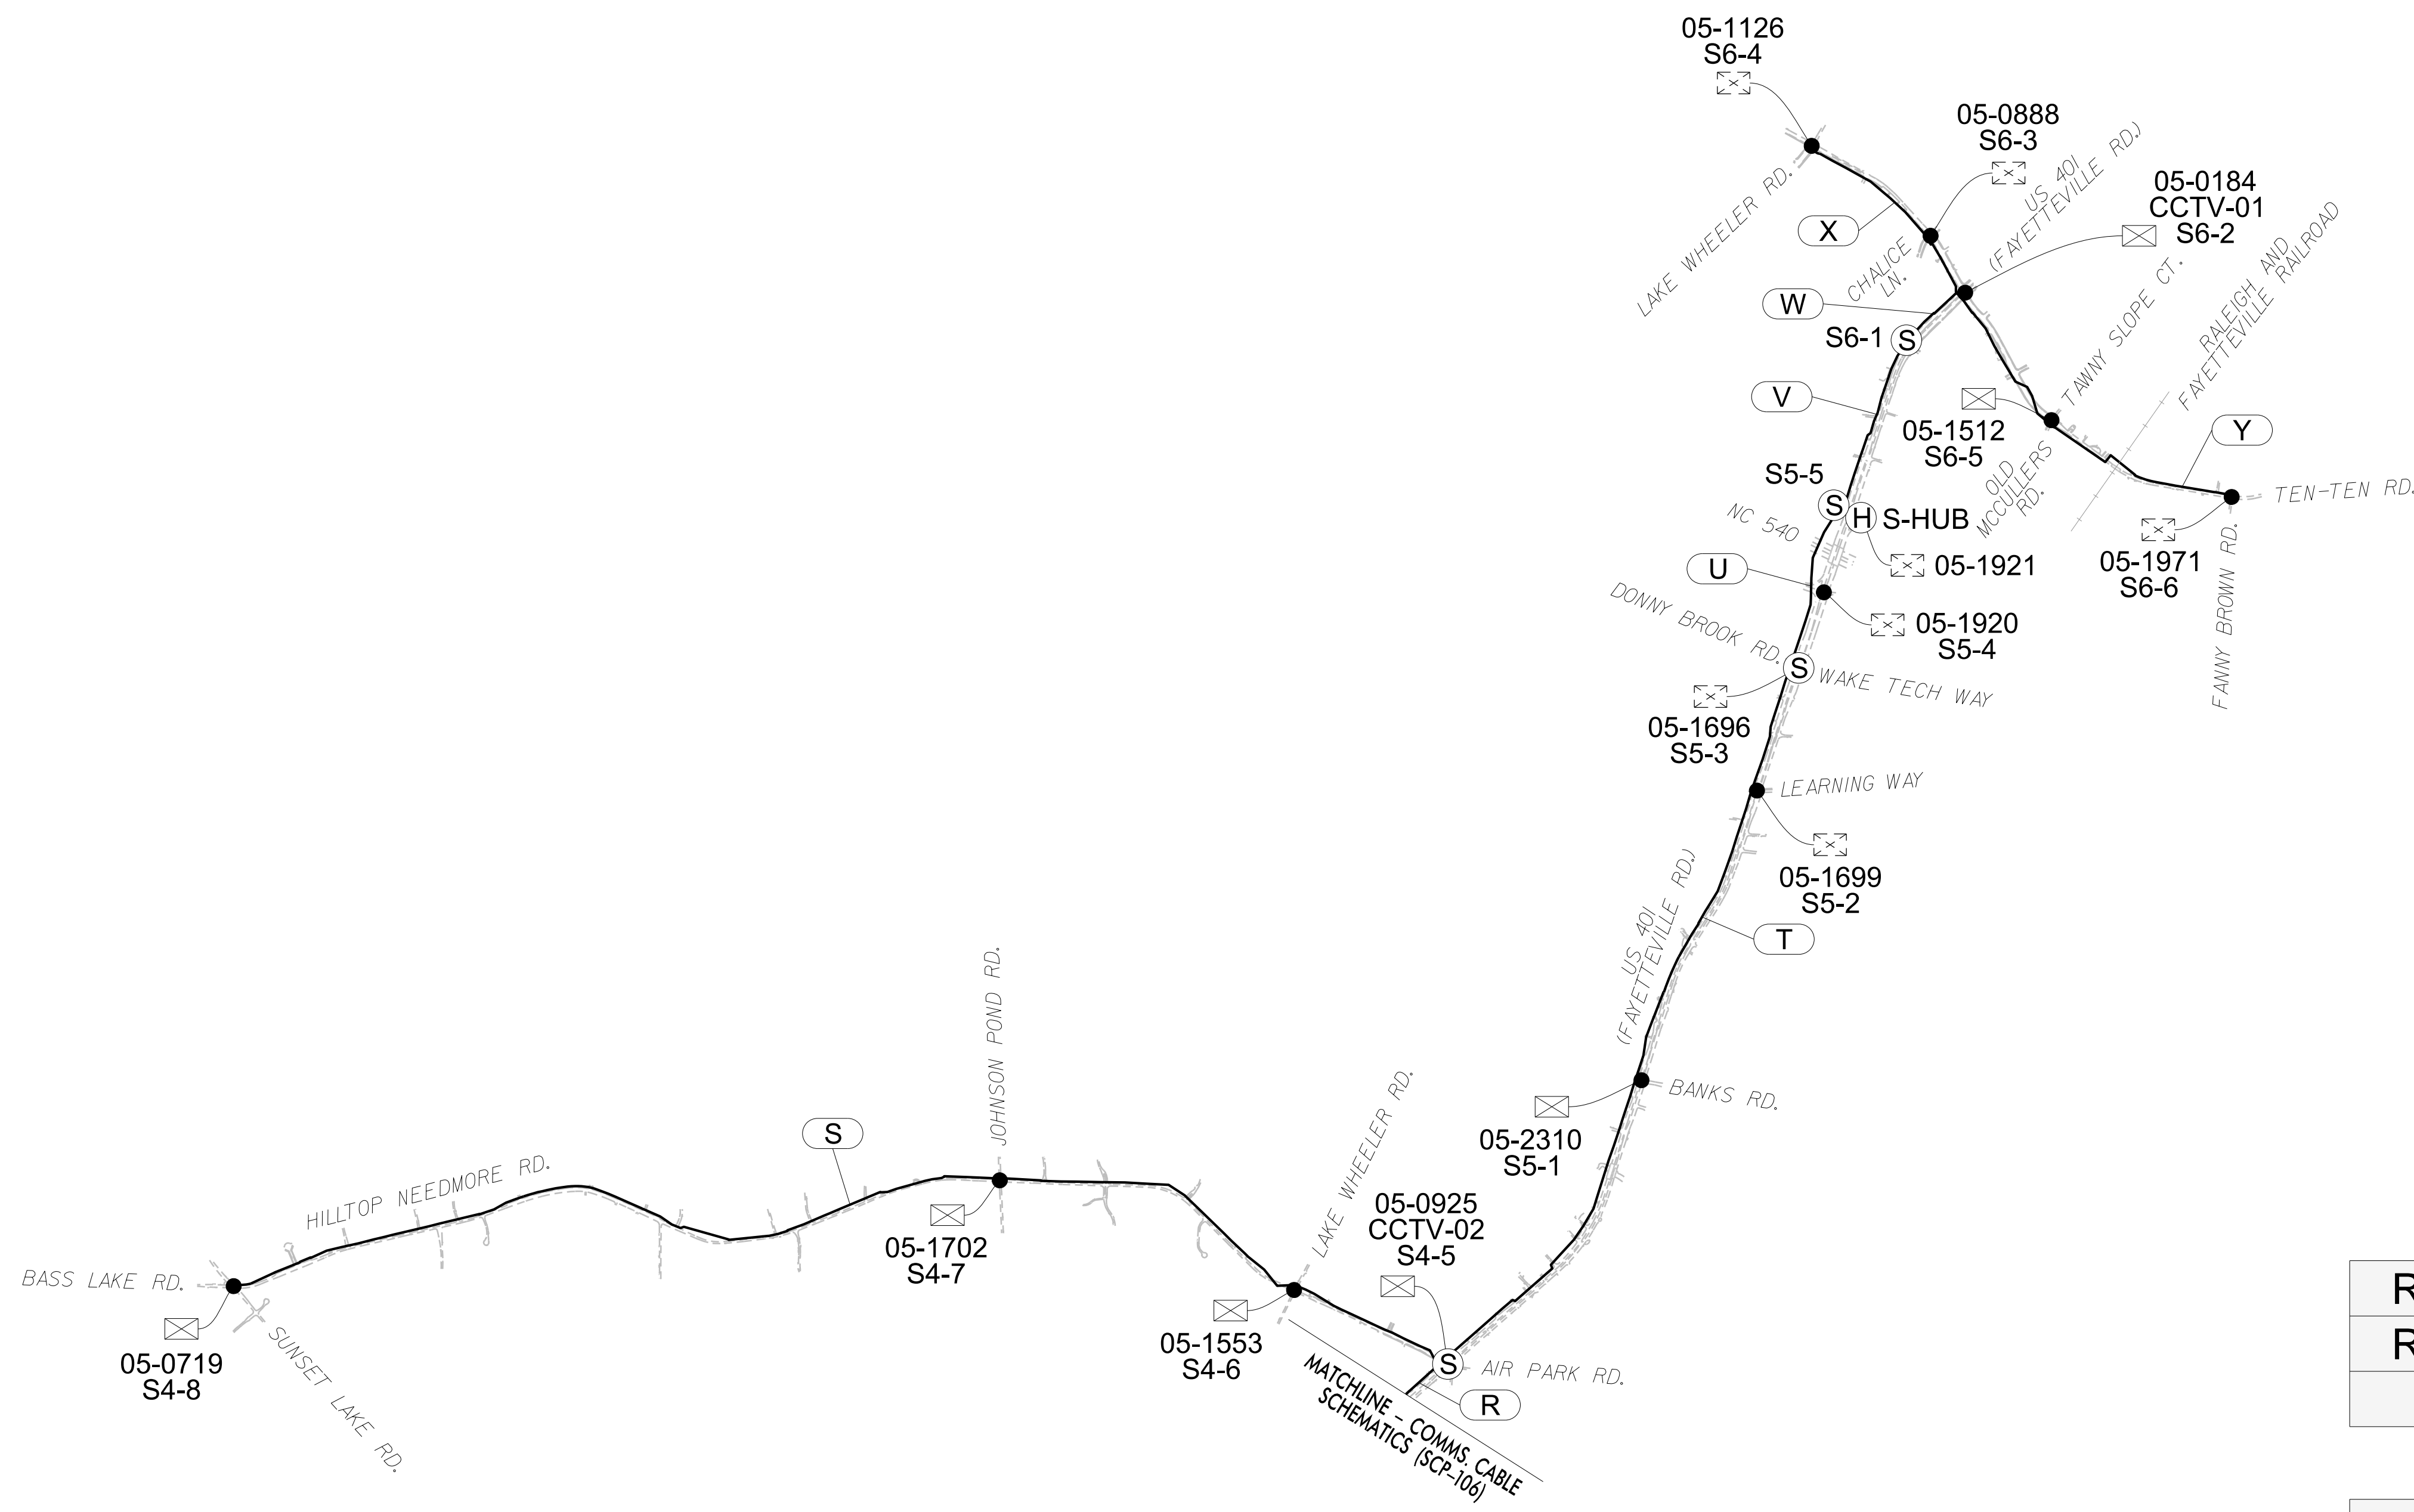 05-1126
S6-4
05-0888
S6-3
US 401
(FAYETTEVILLE RD.)
05-0184
CCTV-01
S6-2
LAKE WHEELER RD.
X
CHALICE
LN.
W
S6-1
S
TAWNY SLOPE CT.
RALEIGH AND
FAYETTEVILLE RAILROAD
V
05-1512
S6-5
Y
OLD
MCCULLERS
RD.
TEN-TEN RD.
S5-5
S
H
S-HUB
NC 540
05-1921
05-1971
S6-6
FANNY BROWN RD.
U
DONNY BROOK RD.
05-1920
S5-4
S
WAKE TECH WAY
05-1696
S5-3
LEARNING WAY
05-1699
S5-2
US 401
(FAYETTEVILLE RD.)
T
JOHNSON POND RD.
BANKS RD.
05-2310
S5-1
S
LAKE WHEELER RD.
HILLTOP NEEDMORE RD.
05-1702
S4-7
05-0925
CCTV-02
S4-5
BASS LAKE RD.
05-0719
S4-8
SUNSET LAKE RD.
05-1553
S4-6
S
AIR PARK RD.
R
MATCHLINE - COMMS. CABLE
SCHEMATICS (SCP-106)
R
R